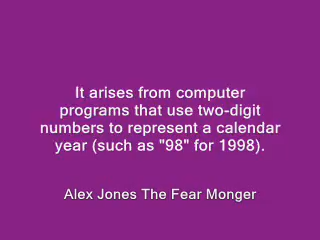 It arises from computer
programs that use two-digit
numbers to represent a calendar
year (such as "98" for 1998).
Alex Jones The Fear Monger